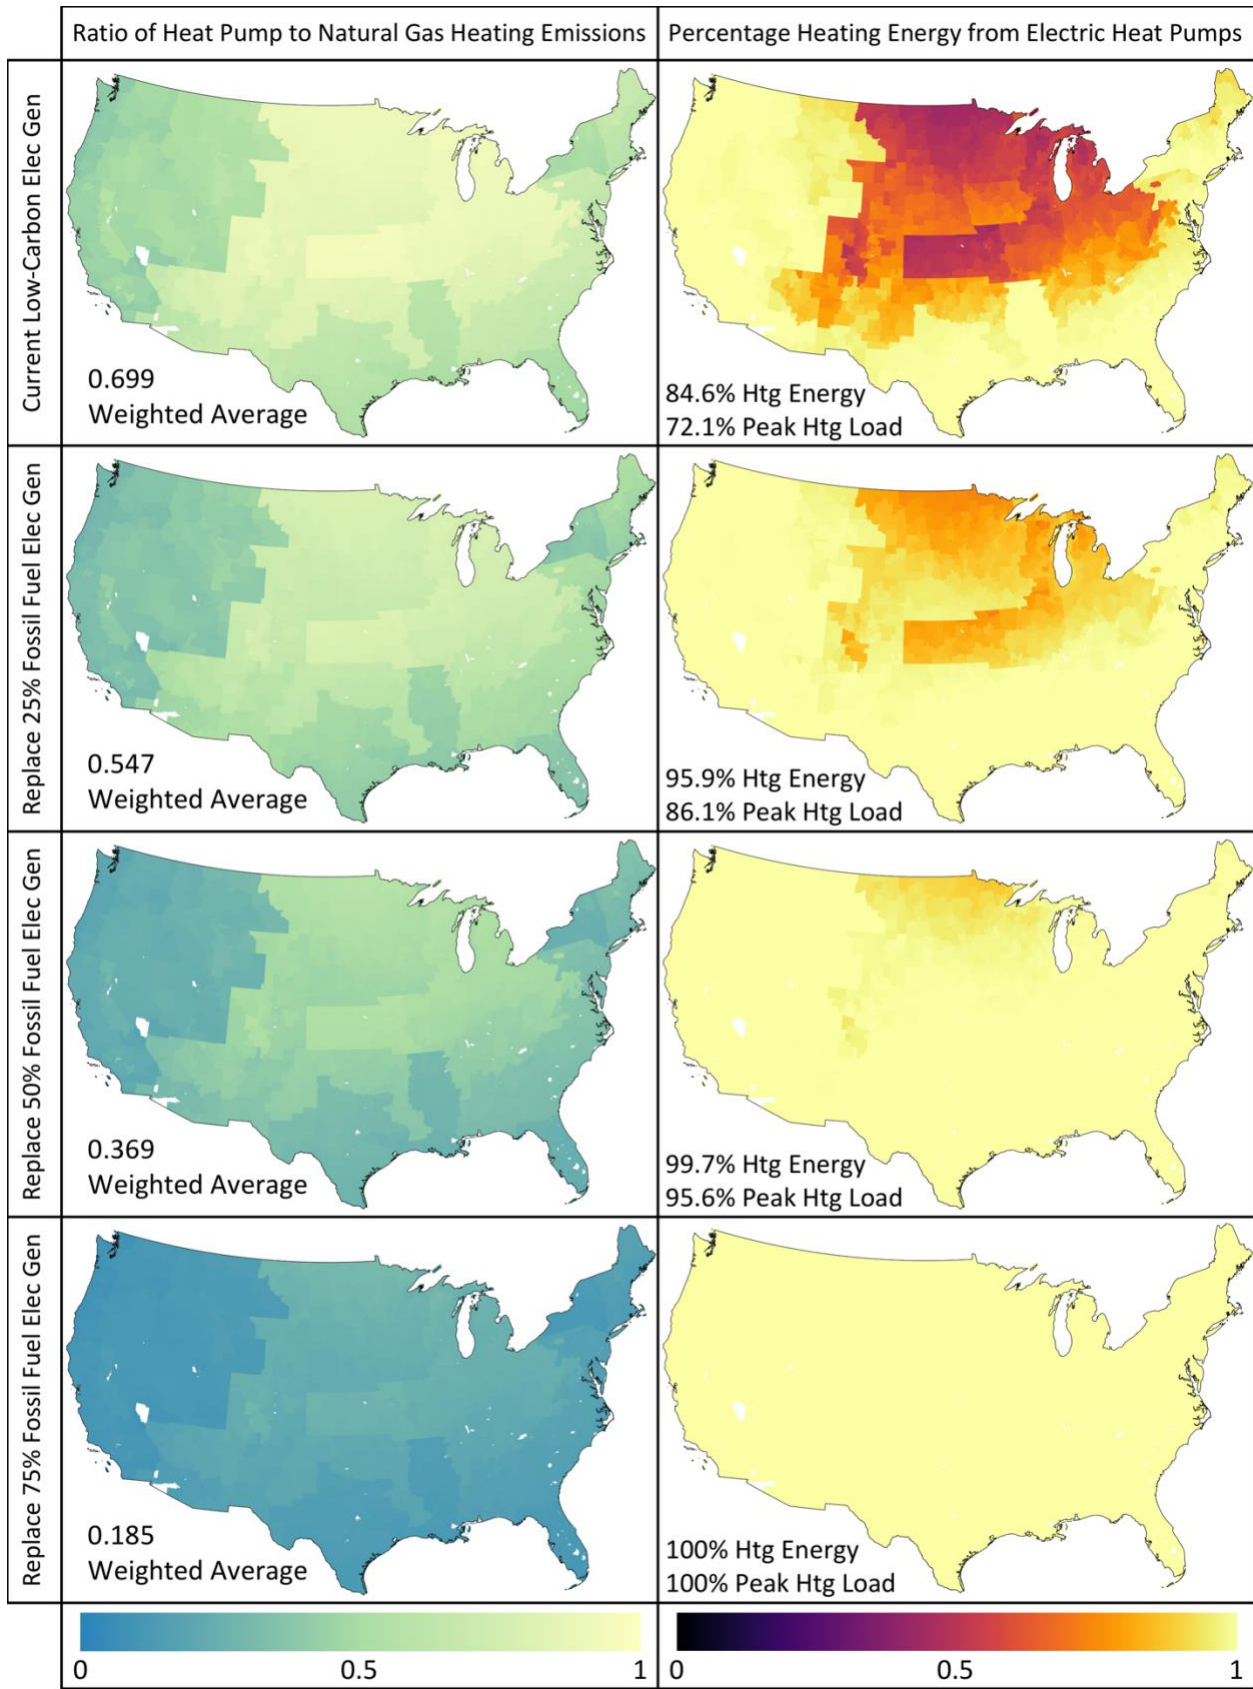 Ratio of Heat Pump to Natural Gas Heating Emissions
Percentage Heating Energy from Electric Heat Pumps
Current Low-Carbon Elec Gen
0.699
Weighted Average
84.6% Htg Energy
72.1% Peak Htg Load
Replace 25% Fossil Fuel Elec Gen
0.547
Weighted Average
95.9% Htg Energy
86.1% Peak Htg Load
Replace 50% Fossil Fuel Elec Gen
0.369
Weighted Average
99.7% Htg Energy
95.6% Peak Htg Load
Replace 75% Fossil Fuel Elec Gen
0.185
Weighted Average
100% Htg Energy
100% Peak Htg Load
0 0.5 1
0 0.5 1